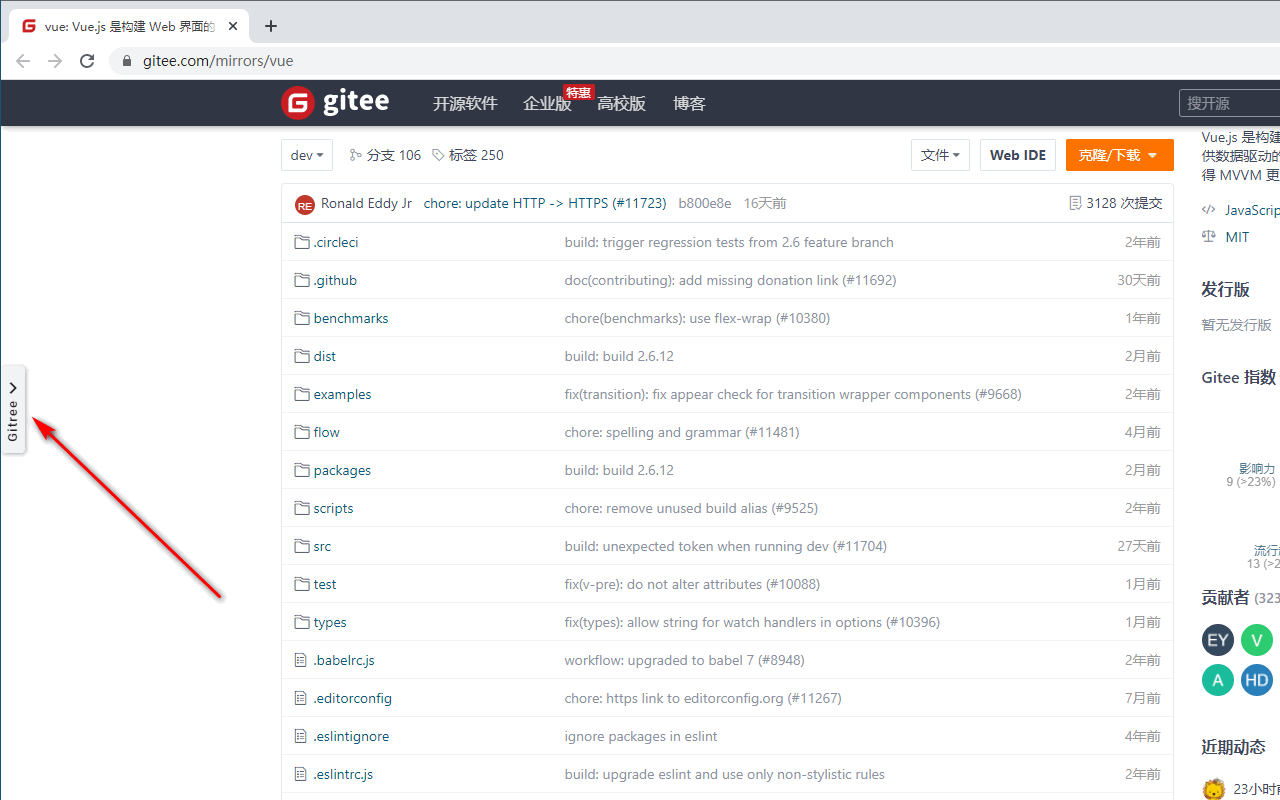 vue: Vue.js 是构建 Web 界面的
gitee.com/mirrors/vue
gitee
开源软件 企业版 特惠 高校版 博客
搜开源
dev 分支 106 标签 250 文件 Web IDE 克隆/下载
Vue.js 是构建
供数据驱动的
得 MVVM 更
RE Ronald Eddy Jr chore: update HTTP -> HTTPS (#11723) b800e8e 16天前 3128 次提交
JavaScrip
MIT
.circleci build: trigger regression tests from 2.6 feature branch 2年前
.github doc(contributing): add missing donation link (#11692) 30天前
benchmarks chore(benchmarks): use flex-wrap (#10380) 1年前
dist build: build 2.6.12 2月前
examples fix(transition): fix appear check for transition wrapper components (#9668) 2年前
flow chore: spelling and grammar (#11481) 4月前
packages build: build 2.6.12 2月前
scripts chore: remove unused build alias (#9525) 2年前
src build: unexpected token when running dev (#11704) 27天前
test fix(v-pre): do not alter attributes (#10088) 1月前
types fix(types): allow string for watch handlers in options (#10396) 1月前
.babelrc.js workflow: upgraded to babel 7 (#8948) 2年前
.editorconfig chore: https link to editorconfig.org (#11267) 7月前
.eslintignore ignore packages in eslint 4年前
.eslintrc.js build: upgrade eslint and use only non-stylistic rules 2年前
发行版
暂无发行版
Gitee 指数
影响力
9 (>23%)
流行
13 (>2
贡献者 (323
EY V
A HD
近期动态
23小时前
Gitree